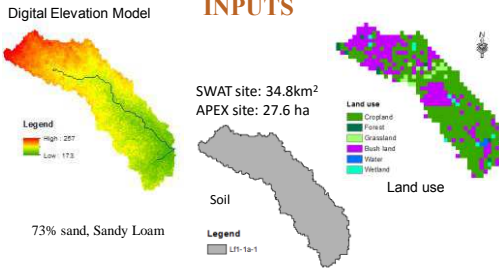 INPUTS
Digital Elevation Model
Legend
High : 257
Low : 173
73% sand, Sandy Loam
SWAT site: 34.8km²
APEX site: 27.6 ha
Soil
Legend
Lf1-1a-1
N
Land use
Cropland
Forest
Grassland
Bush land
Water
Wetland
Land use